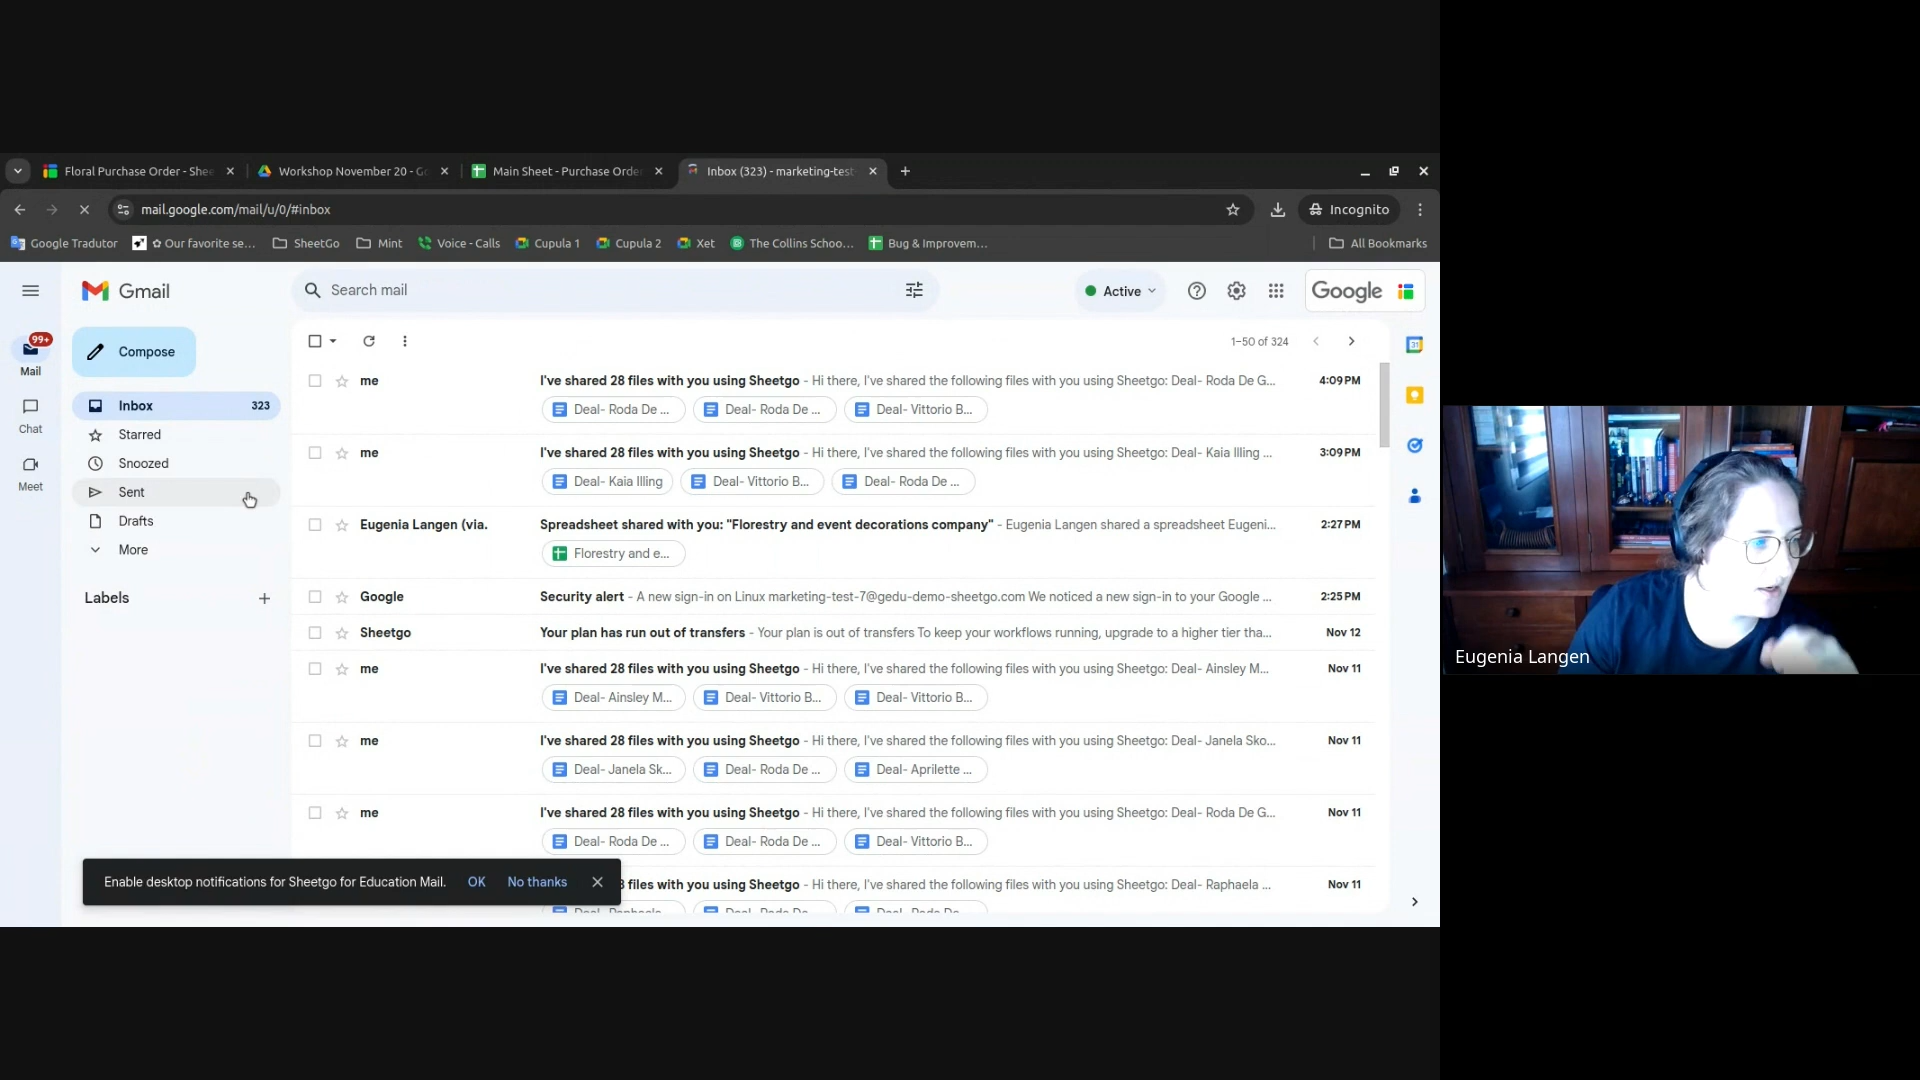 Floral Purchase Order - Shee
Workshop November 20 - Go
Main Sheet - Purchase Orde
Inbox (323) - marketing-test-
mail.google.com/mail/u/0/#inbox
Incognito
Google Tradutor
✩ Our favorite se...
SheetGo
Mint
Voice - Calls
Cupula 1
Cupula 2
Xet
The Collins Schoo...
Bug & Improvem...
All Bookmarks
Gmail
Search mail
Active
Google
99+
Mail
Chat
Meet
Compose
Inbox 323
Starred
Snoozed
Sent
Drafts
More
Labels
1–50 of 324
me I've shared 28 files with you using Sheetgo - Hi there, I've shared the following files with you using Sheetgo: Deal- Roda De G... 4:09 PM
Deal- Roda De ... Deal- Roda De ... Deal- Vittorio B...
me I've shared 28 files with you using Sheetgo - Hi there, I've shared the following files with you using Sheetgo: Deal- Kaia Illing ... 3:09 PM
Deal- Kaia Illing Deal- Vittorio B... Deal- Roda De ...
Eugenia Langen (via. Spreadsheet shared with you: "Florestry and event decorations company" - Eugenia Langen shared a spreadsheet Eugeni... 2:27 PM
Florestry and e...
Google Security alert - A new sign-in on Linux marketing-test-7@gedu-demo-sheetgo.com We noticed a new sign-in to your Google ... 2:25 PM
Sheetgo Your plan has run out of transfers - Your plan is out of transfers To keep your workflows running, upgrade to a higher tier tha... Nov 12
me I've shared 28 files with you using Sheetgo - Hi there, I've shared the following files with you using Sheetgo: Deal- Ainsley M... Nov 11
Deal- Ainsley M... Deal- Vittorio B... Deal- Vittorio B...
me I've shared 28 files with you using Sheetgo - Hi there, I've shared the following files with you using Sheetgo: Deal- Janela Sko... Nov 11
Deal- Janela Sk... Deal- Roda De ... Deal- Aprilette ...
me I've shared 28 files with you using Sheetgo - Hi there, I've shared the following files with you using Sheetgo: Deal- Roda De G... Nov 11
Deal- Roda De ... Deal- Roda De ... Deal- Vittorio B...
files with you using Sheetgo - Hi there, I've shared the following files with you using Sheetgo: Deal- Raphaela ... Nov 11
Deal- Raphaela Deal- Roda De Deal- Roda De
Enable desktop notifications for Sheetgo for Education Mail. OK No thanks
Eugenia Langen